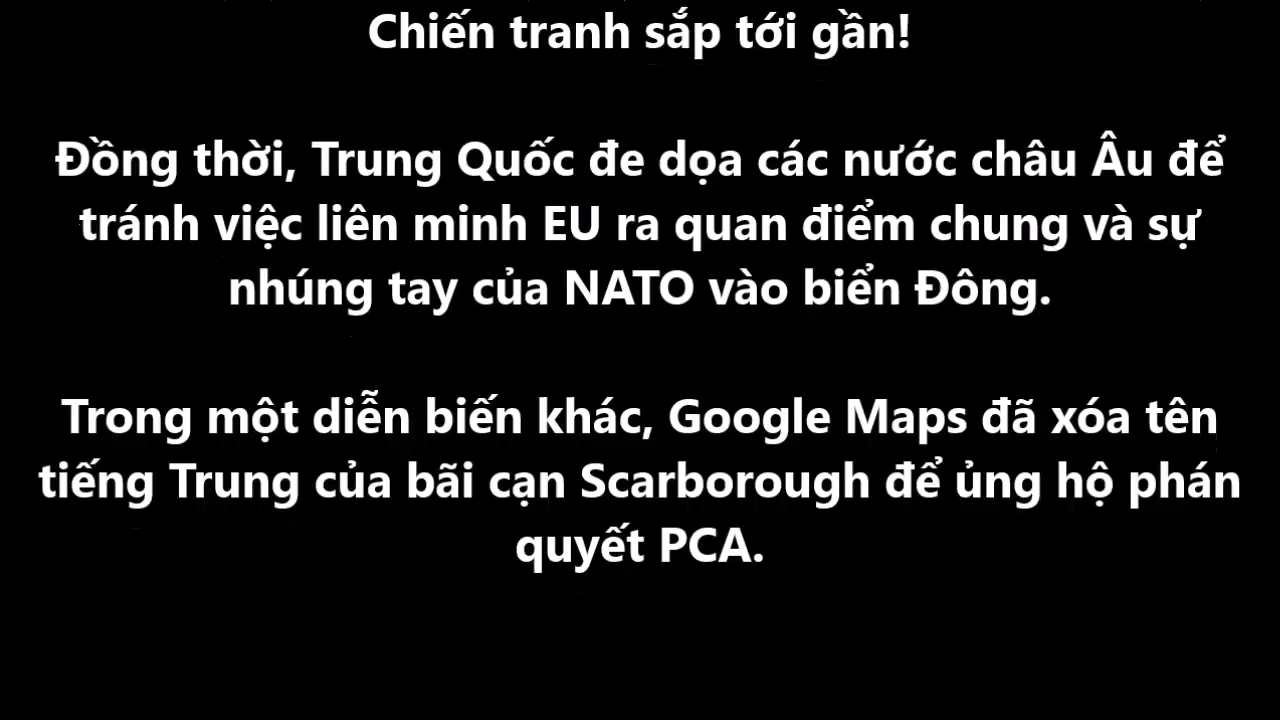 Chiến tranh sắp tới gần!
Đồng thời, Trung Quốc đe dọa các nước châu Âu để
tránh việc liên minh EU ra quan điểm chung và sự
nhúng tay của NATO vào biển Đông.
Trong một diễn biến khác, Google Maps đã xóa tên
tiếng Trung của bãi cạn Scarborough để ủng hộ phán
quyết PCA.